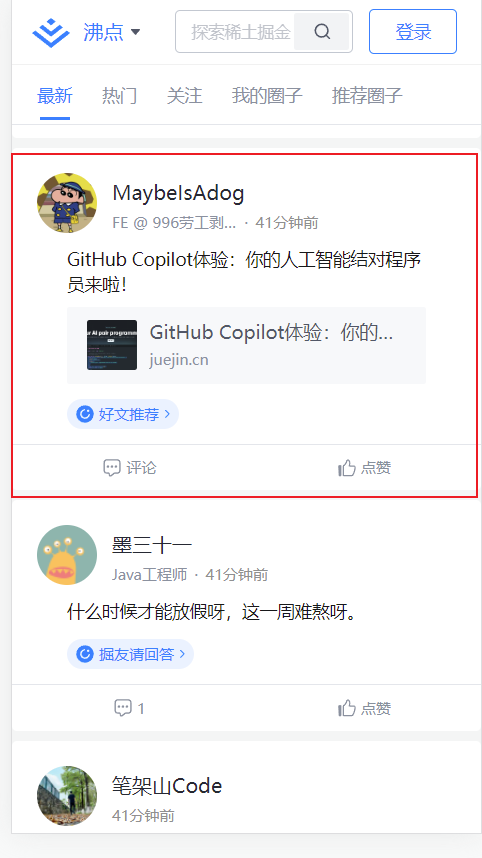 沸点
探索稀土掘金
登录
最新 热门 关注 我的圈子 推荐圈子
MaybeIsAdog
FE @ 996劳工剥... · 41分钟前
GitHub Copilot体验：你的人工智能结对程序
员来啦！
ur AI pair programme
GitHub Copilot体验：你的...
juejin.cn
好文推荐
评论 点赞
墨三十一
Java工程师 · 41分钟前
什么时候才能放假呀，这一周难熬呀。
掘友请回答
1 点赞
笔架山Code
41分钟前